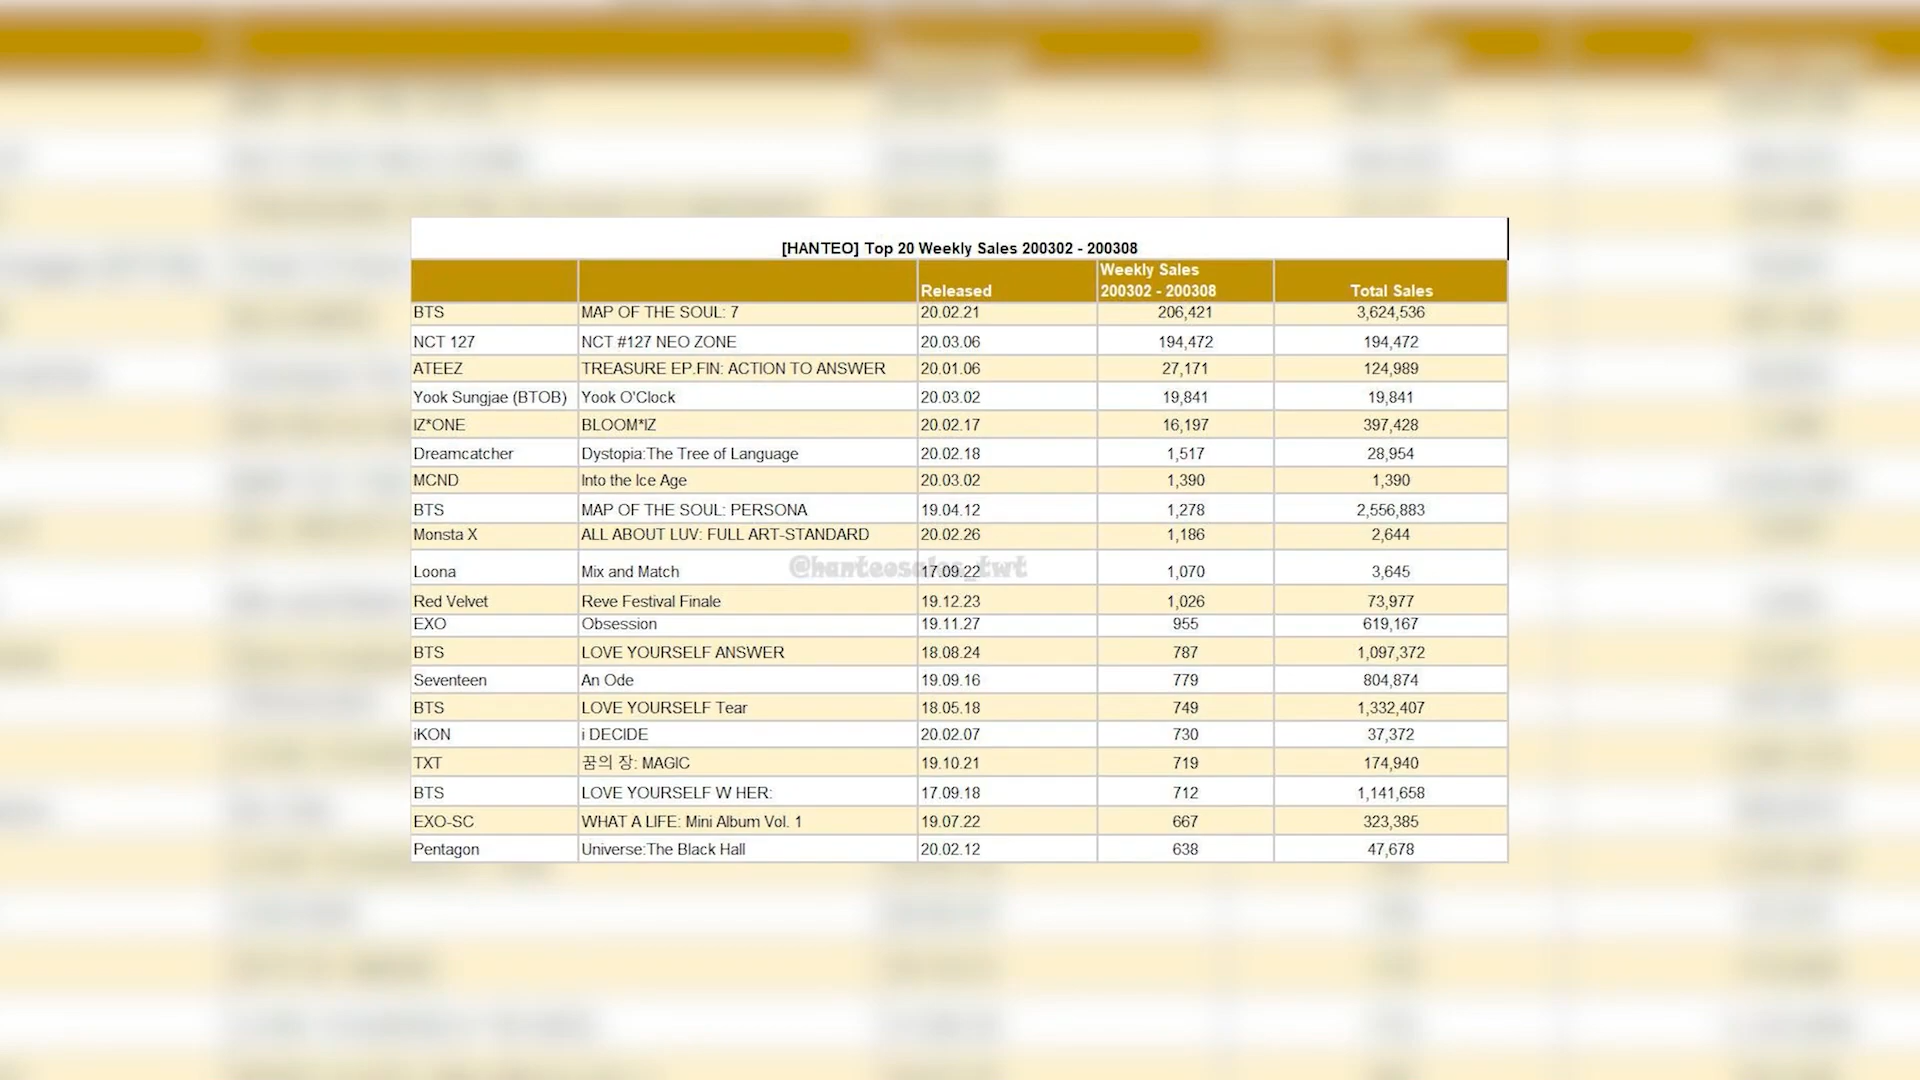 [HANTEO] Top 20 Weekly Sales 200302 - 200308
Released Weekly Sales 200302 - 200308 Total Sales
BTS MAP OF THE SOUL: 7 20.02.21 206,421 3,624,536
NCT 127 NCT #127 NEO ZONE 20.03.06 194,472 194,472
ATEEZ TREASURE EP.FIN: ACTION TO ANSWER 20.01.06 27,171 124,989
Yook Sungjae (BTOB) Yook O'Clock 20.03.02 19,841 19,841
IZ*ONE BLOOM*IZ 20.02.17 16,197 397,428
Dreamcatcher Dystopia:The Tree of Language 20.02.18 1,517 28,954
MCND Into the Ice Age 20.03.02 1,390 1,390
BTS MAP OF THE SOUL: PERSONA 19.04.12 1,278 2,556,883
Monsta X ALL ABOUT LUV: FULL ART-STANDARD 20.02.26 1,186 2,644
@hanteosales_twt
Loona Mix and Match 17.09.22 1,070 3,645
Red Velvet Reve Festival Finale 19.12.23 1,026 73,977
EXO Obsession 19.11.27 955 619,167
BTS LOVE YOURSELF ANSWER 18.08.24 787 1,097,372
Seventeen An Ode 19.09.16 779 804,874
BTS LOVE YOURSELF Tear 18.05.18 749 1,332,407
iKON i DECIDE 20.02.07 730 37,372
TXT 꿈의 장: MAGIC 19.10.21 719 174,940
BTS LOVE YOURSELF W HER: 17.09.18 712 1,141,658
EXO-SC WHAT A LIFE: Mini Album Vol. 1 19.07.22 667 323,385
Pentagon Universe:The Black Hall 20.02.12 638 47,678